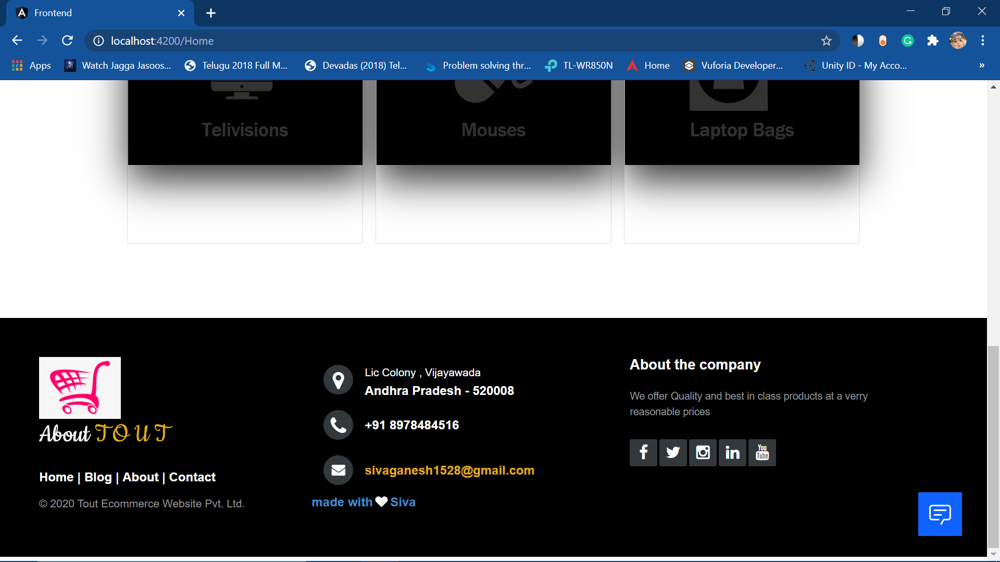 Frontend
localhost:4200/Home
Apps
Watch Jagga Jasoos...
Telugu 2018 Full M...
Devadas (2018) Tel...
Problem solving thr...
TL-WR850N
Home
Vuforia Developer...
Unity ID - My Acco...
»
Telivisions
Mouses
Laptop Bags
About TOUT
Home | Blog | About | Contact
© 2020 Tout Ecommerce Website Pvt. Ltd.
Lic Colony , Vijayawada
Andhra Pradesh - 520008
+91 8978484516
sivaganesh1528@gmail.com
made with Siva
About the company
We offer Quality and best in class products at a verry
reasonable prices
You
Tube